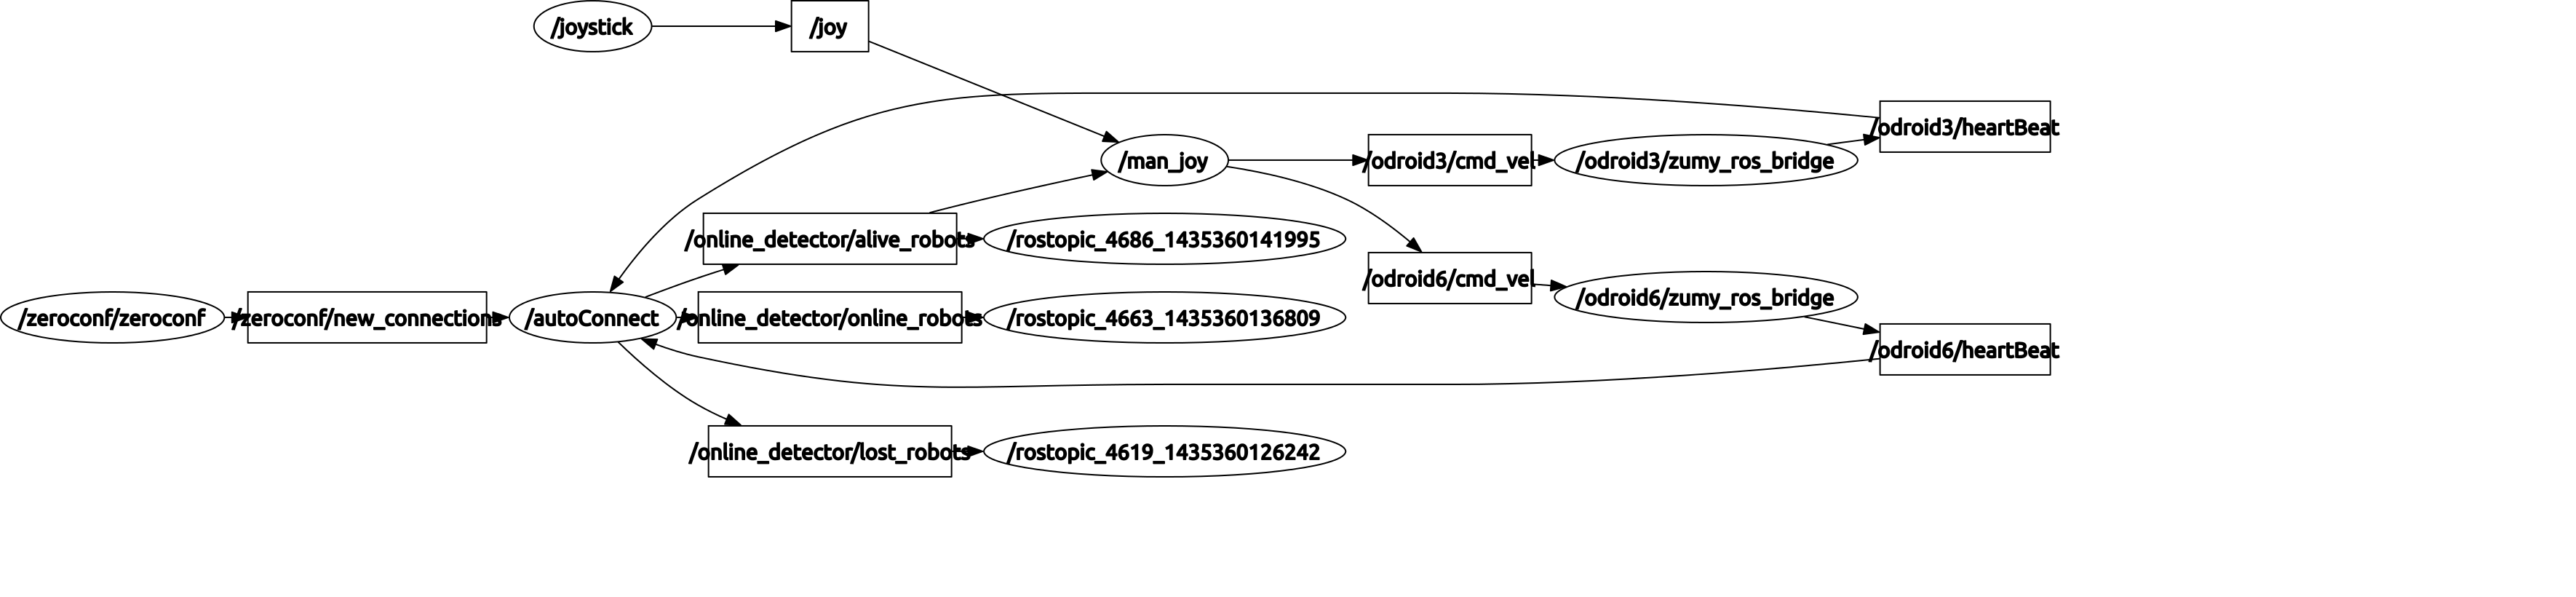 /joystick
/joy
/odroid3/heartBeat
/man_joy
/odroid3/cmd_vel
/odroid3/zumy_ros_bridge
/online_detector/alive_robots
/rostopic_4686_1435360141995
/odroid6/cmd_vel
/odroid6/zumy_ros_bridge
/zeroconf/zeroconf
/zeroconf/new_connections
/autoConnect
/online_detector/online_robots
/rostopic_4663_1435360136809
/odroid6/heartBeat
/online_detector/lost_robots
/rostopic_4619_1435360126242